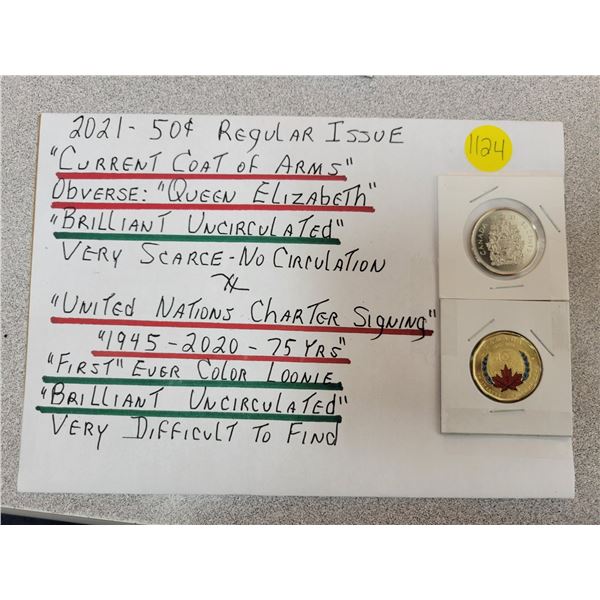 2021- 50¢ REGULAR ISSUE
"CURRENT COAT OF ARMS"
OBVERSE: "QUEEN ELIZABETH"
"BRILLIANT UNCIRCULATED"
VERY SCARCE - NO CIRCULATION
"UNITED NATIONS CHARTER SIGNING"
"1945 - 2020 - 75 YRS"
"FIRST" EVER COLOR LOONIE
"BRILLIANT UNCIRCULATED"
VERY DIFFICULT TO FIND
1124
CANADA